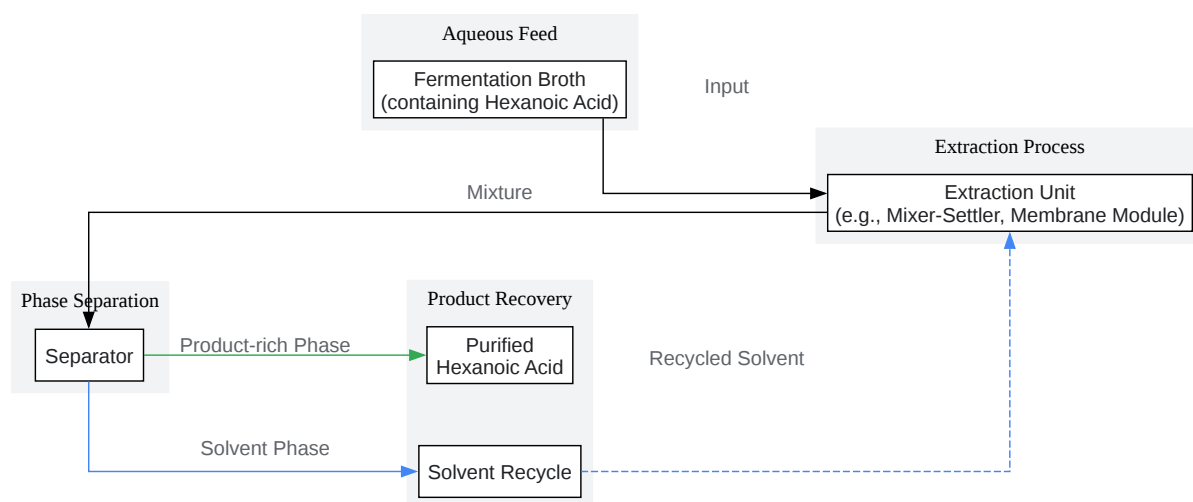 Aqueous Feed
Fermentation Broth
(containing Hexanoic Acid)
Input
Extraction Process
Extraction Unit
(e.g., Mixer-Settler, Membrane Module)
Mixture
Phase Separation
Separator
Product-rich Phase
Solvent Phase
Product Recovery
Purified
Hexanoic Acid
Solvent Recycle
Recycled Solvent